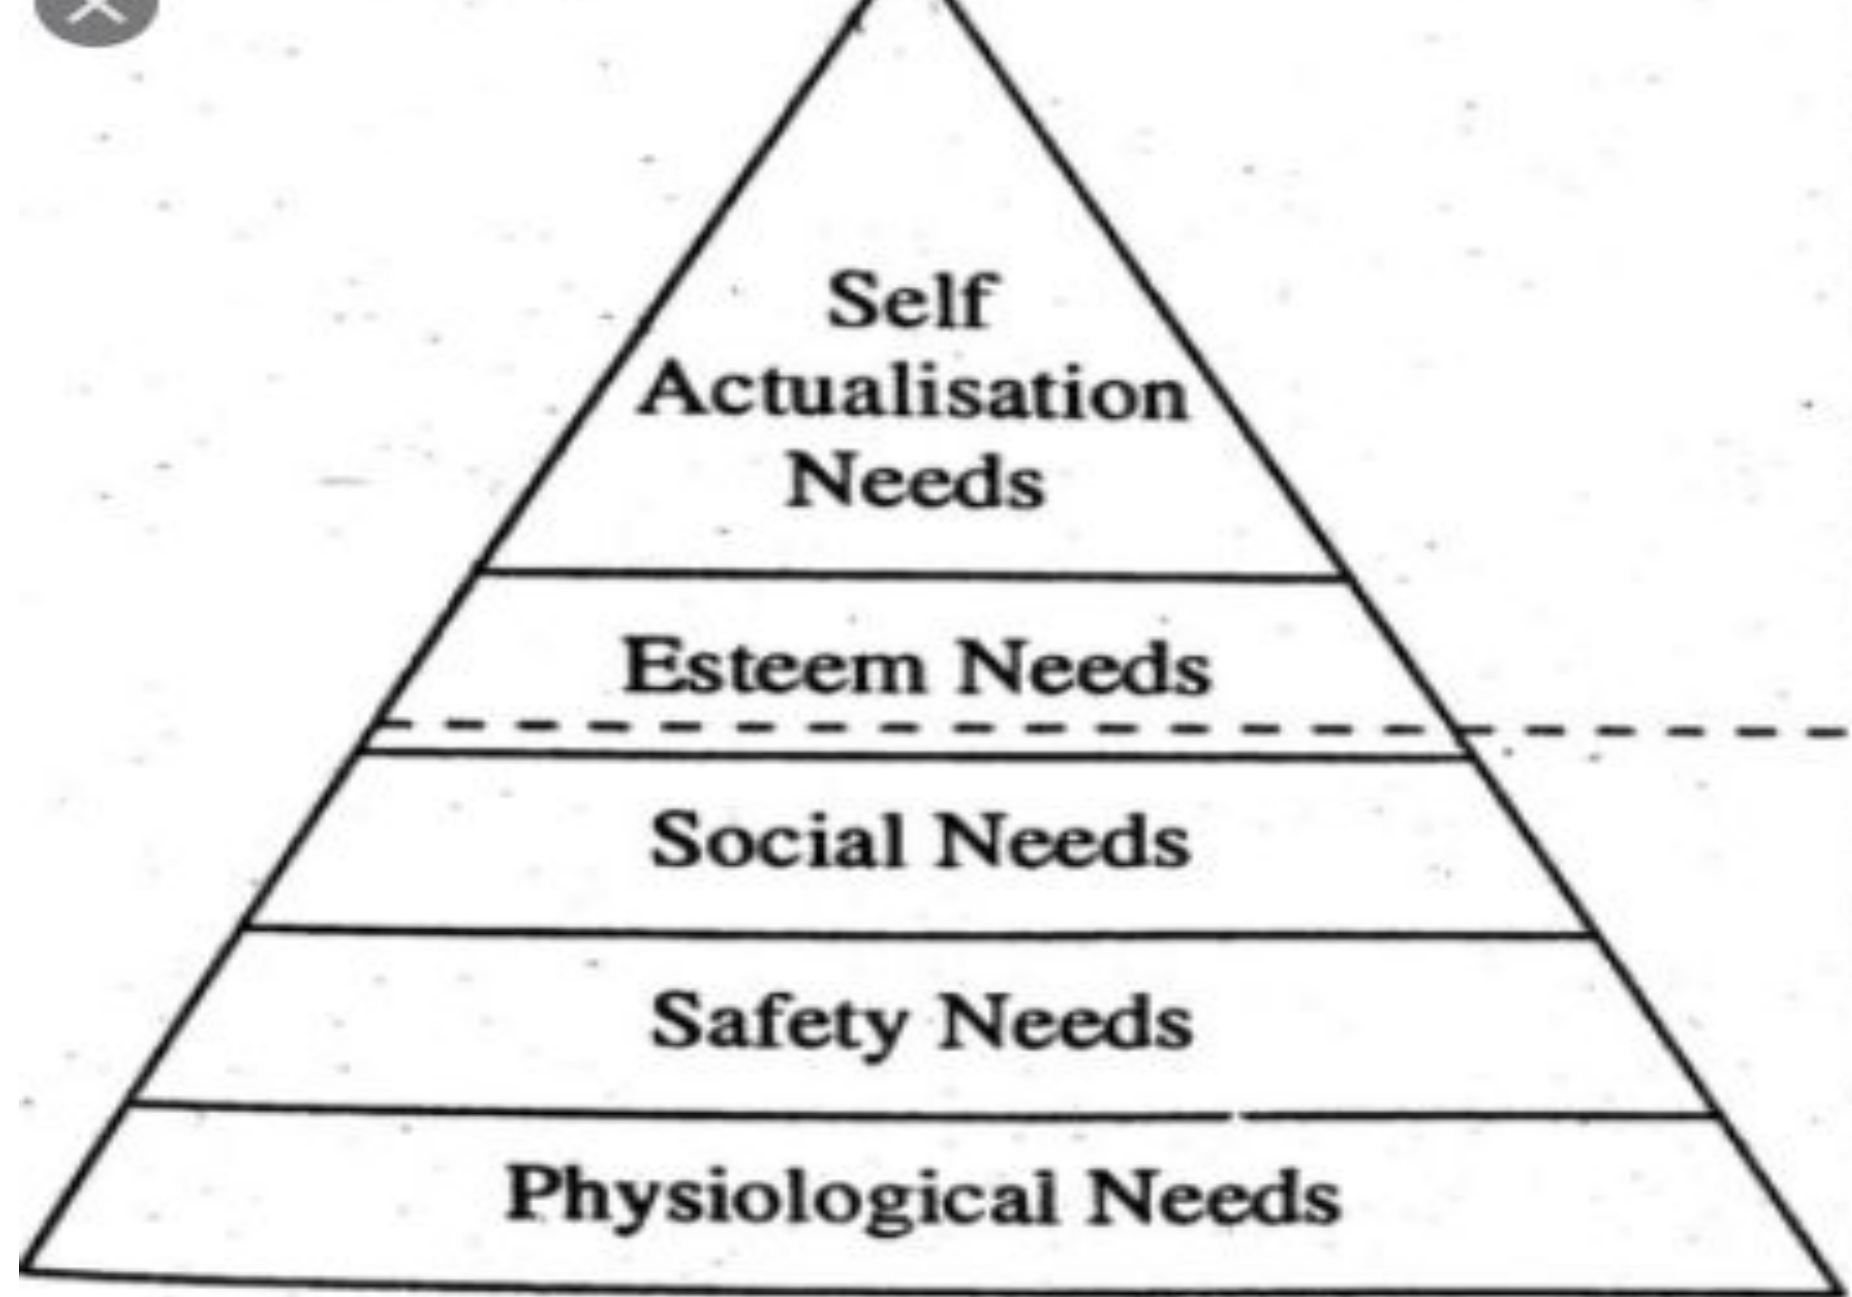 Self
Actualisation
Needs
Esteem Needs
Social Needs
Safety Needs
Physiological Needs